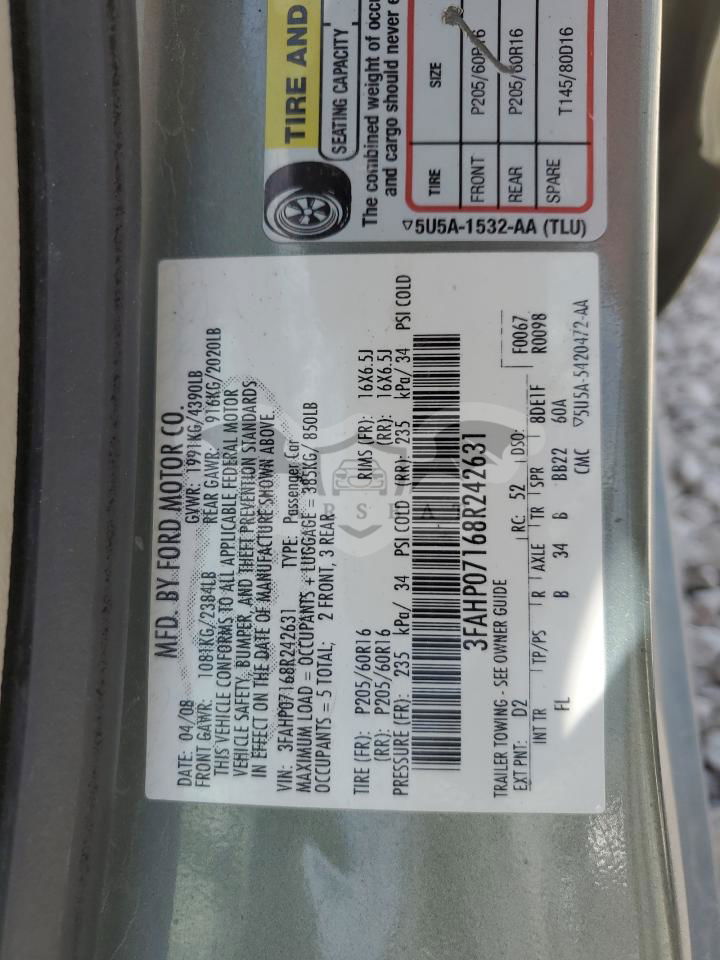 TIRE AND
SEATING CAPACITY
The combined weight of occ
and cargo should never e
TIRE SIZE
FRONT P205/60R16
REAR P205/60R16
SPARE T145/80D16
5U5A-1532-AA (TLU)
MFD. BY FORD MOTOR CO.
DATE: 04/08 GVWR: 1991KG/4390LB
FRONT GAWR: 1081KG/2384LB REAR GAWR: 916KG/2020LB
THIS VEHICLE CONFORMS TO ALL APPLICABLE FEDERAL MOTOR
VEHICLE SAFETY, BUMPER, AND THEFT PREVENTION STANDARDS
IN EFFECT ON THE DATE OF MANUFACTURE SHOWN ABOVE.
VIN: 3FAHP07168R242631 TYPE: Passenger Car
MAXIMUM LOAD = OCCUPANTS + LUGGAGE = 385KG/ 850LB
OCCUPANTS = 5 TOTAL; 2 FRONT, 3 REAR
TIRE (FR): P205/60R16 RIMS (FR): 16X6.5J
(RR): P205/60R16 (RR): 16X6.5J
PRESSURE (FR): 235 kPa/ 34 PSI COLD (RR): 235 kPa/ 34 PSI COLD
3FAHP07168R242631
TRAILER TOWING - SEE OWNER GUIDE F0067
EXT PNT: D2 RC: 52 DSO: R0098
INT TR TP/PS R AXLE TR SPR 8DE1F
FL B 34 B BB22 60A
CMC 5U5A-5420472-AA